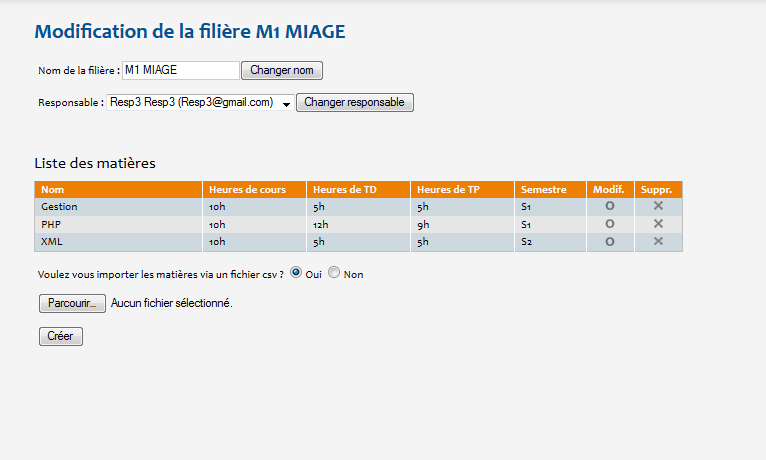 Modification de la filière M1 MIAGE
Nom de la filière : M1 MIAGE Changer nom
Responsable : Resp3 Resp3 (Resp3@gmail.com) Changer responsable
Liste des matières
Nom Heures de cours Heures de TD Heures de TP Semestre Modif. Suppr.
Gestion 10h 5h 5h S1 O X
PHP 10h 12h 9h S1 O X
XML 10h 5h 5h S2 O X
Voulez vous importer les matières via un fichier csv ? Oui Non
Parcourir... Aucun fichier sélectionné.
Créer